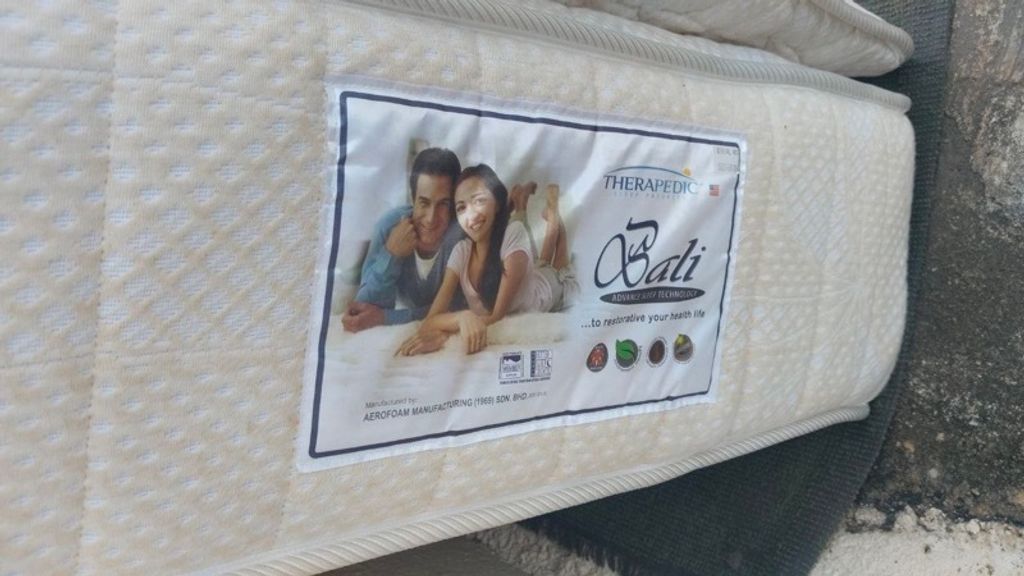 THERAPEDIC
Bali
ADVANCE SLEEP TECHNOLOGY
...to restorative your health life
Manufactured by:
AEROFOAM MANUFACTURING (1969) SDN. BHD.